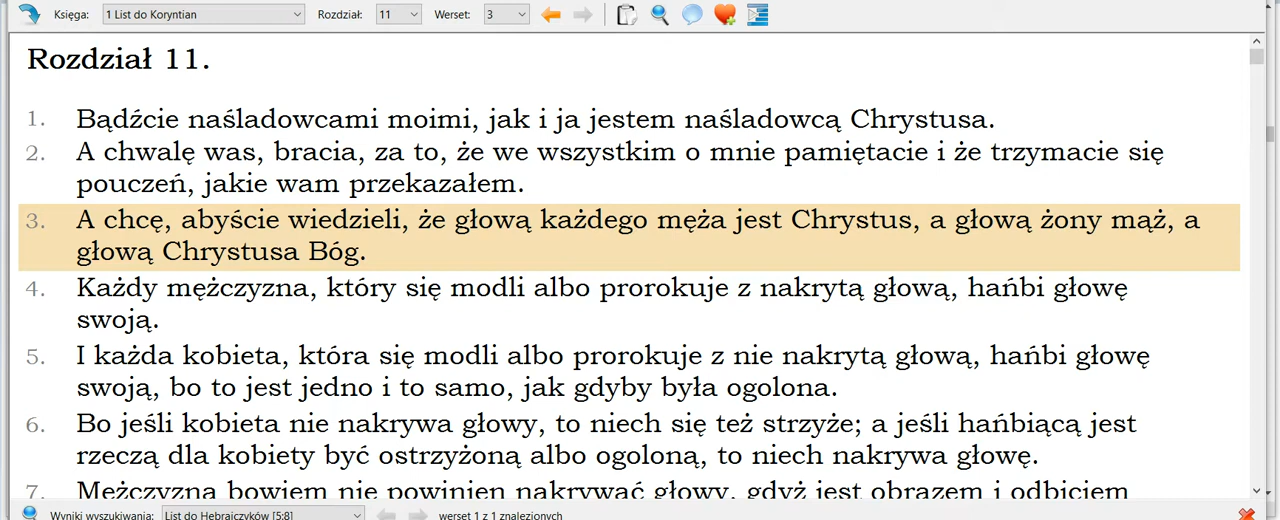 Księga: 1 List do Koryntian Rozdział: 11 Werset: 3
Rozdział 11.
1. Bądźcie naśladowcami moimi, jak i ja jestem naśladowcą Chrystusa.
2. A chwalę was, bracia, za to, że we wszystkim o mnie pamiętacie i że trzymacie się
pouczeń, jakie wam przekazałem.
3. A chcę, abyście wiedzieli, że głową każdego męża jest Chrystus, a głową żony mąż, a
głową Chrystusa Bóg.
4. Każdy mężczyzna, który się modli albo prorokuje z nakrytą głową, hańbi głowę
swoją.
5. I każda kobieta, która się modli albo prorokuje z nie nakrytą głową, hańbi głowę
swoją, bo to jest jedno i to samo, jak gdyby była ogolona.
6. Bo jeśli kobieta nie nakrywa głowy, to niech się też strzyże; a jeśli hańbiącą jest
rzeczą dla kobiety być ostrzyżoną albo ogoloną, to niech nakrywa głowę.
7. Mężczyzna bowiem nie powinien nakrywać głowy, gdyż jest obrazem i odbiciem
Wyniki wyszukiwania: List do Hebrajczyków [5:8] werset 1 z 1 znalezionych